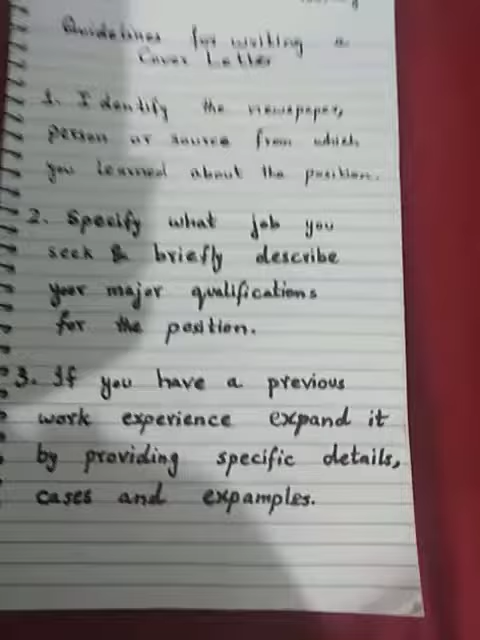 Guidelines for writing a
Cover Letter
1. Identify the newspaper,
person or source from which
you learned about the position.
2. Specify what job you
seek & briefly describe
your major qualifications
for the position.
3. If you have a previous
work experience expand it
by providing specific details,
cases and expamples.